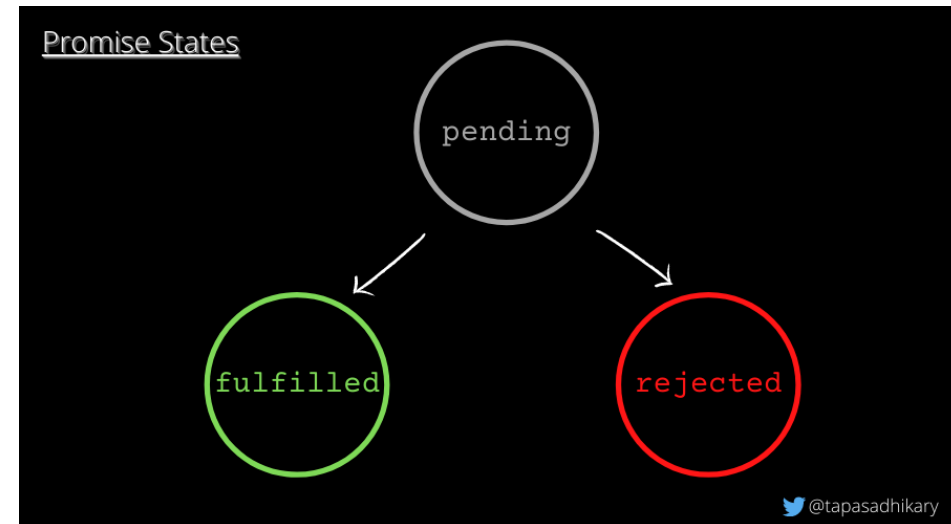 Promise States
pending
fulfilled
rejected
@tapasadhikary